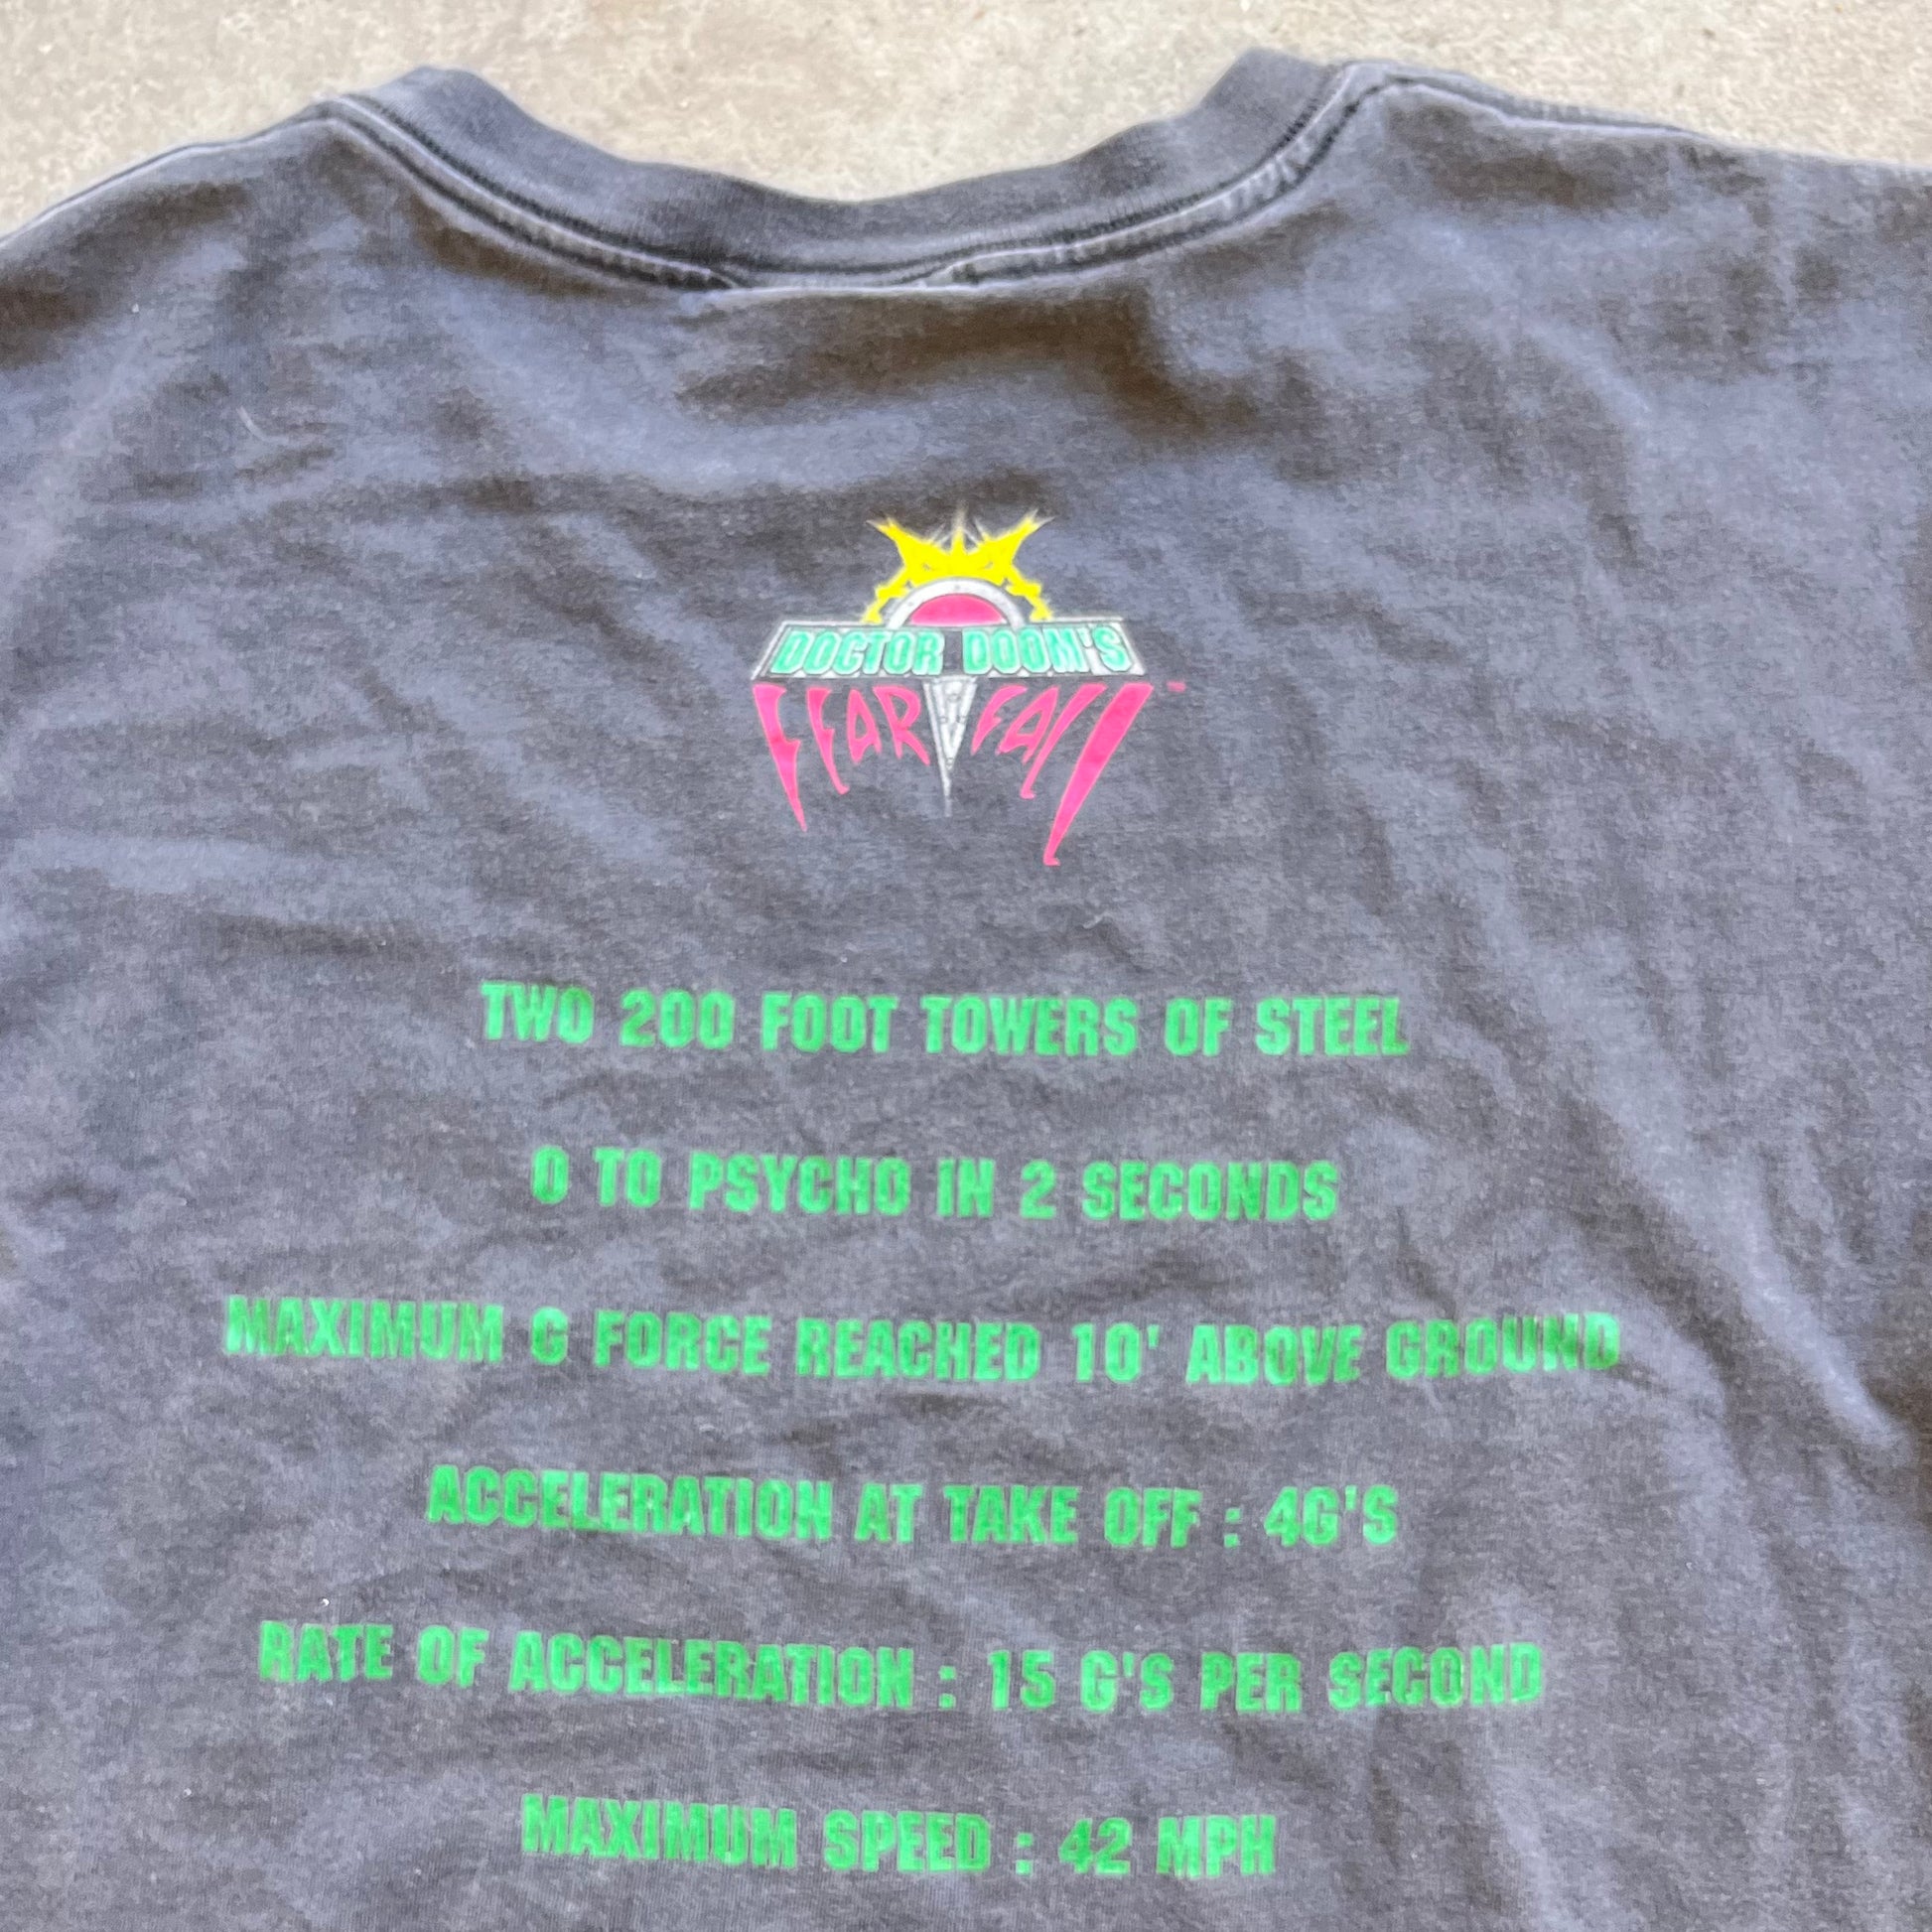 DOCTOR DOOM'S
FEAR FALL™
TWO 200 FOOT TOWERS OF STEEL
0 TO PSYCHO IN 2 SECONDS
MAXIMUM G FORCE REACHED 10' ABOVE GROUND
ACCELERATION AT TAKE OFF : 4G'S
RATE OF ACCELERATION : 15 G'S PER SECOND
MAXIMUM SPEED : 42 MPH